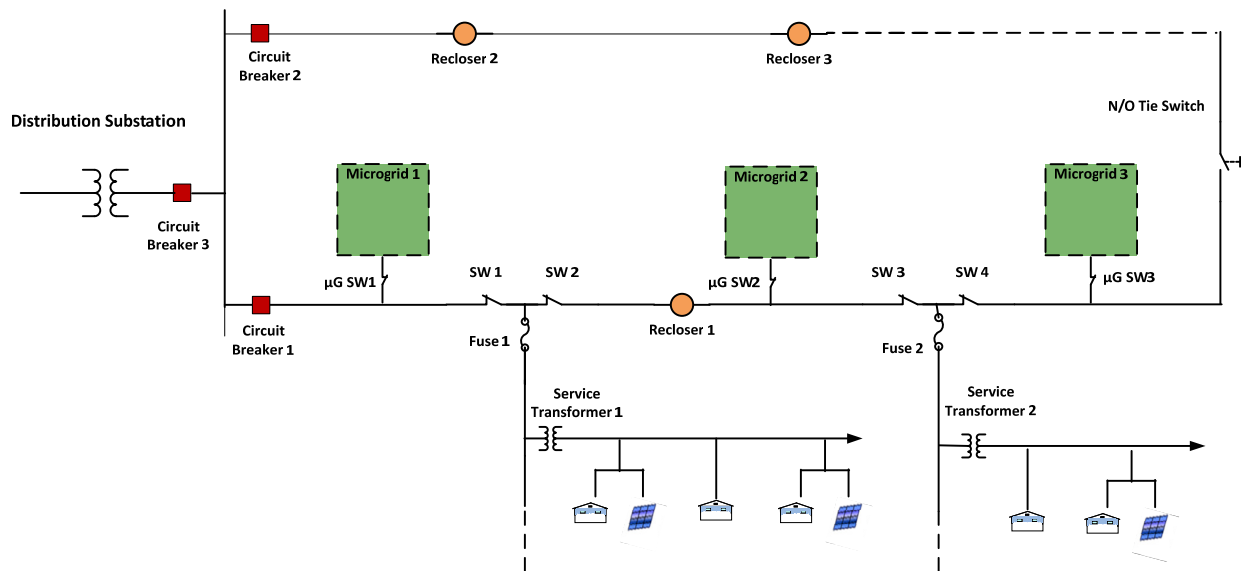 Circuit
Breaker 2
Recloser 2
Recloser 3
N/O Tie Switch
Distribution Substation
Circuit
Breaker 3
Microgrid 1
Microgrid 2
Microgrid 3
µG SW1
SW 1
SW 2
µG SW2
SW 3
SW 4
µG SW3
Circuit
Breaker 1
Fuse 1
Recloser 1
Fuse 2
Service
Transformer 1
Service
Transformer 2